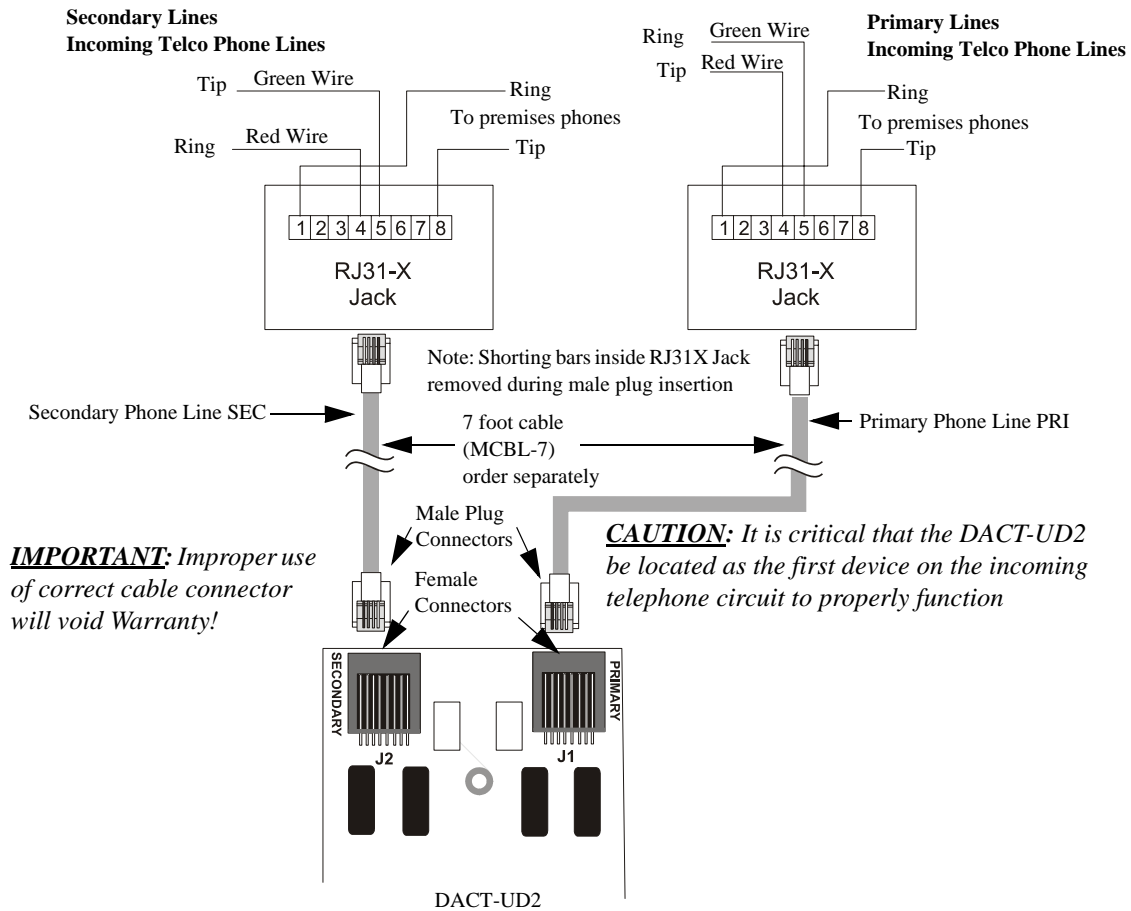 Secondary Lines
Incoming Telco Phone Lines
Primary Lines
Incoming Telco Phone Lines
Tip Green Wire
Ring Red Wire
Ring
To premises phones
Tip
Ring Green Wire
Tip Red Wire
Ring
To premises phones
Tip
1 2 3 4 5 6 7 8
RJ31-X
Jack
1 2 3 4 5 6 7 8
RJ31-X
Jack
Note: Shorting bars inside RJ31X Jack
removed during male plug insertion
Secondary Phone Line SEC
Primary Phone Line PRI
7 foot cable
(MCBL-7)
order separately
Male Plug
Connectors
Female
Connectors
IMPORTANT: Improper use
of correct cable connector
will void Warranty!
CAUTION: It is critical that the DACT-UD2
be located as the first device on the incoming
telephone circuit to properly function
SECONDARY
PRIMARY
J2
J1
DACT-UD2